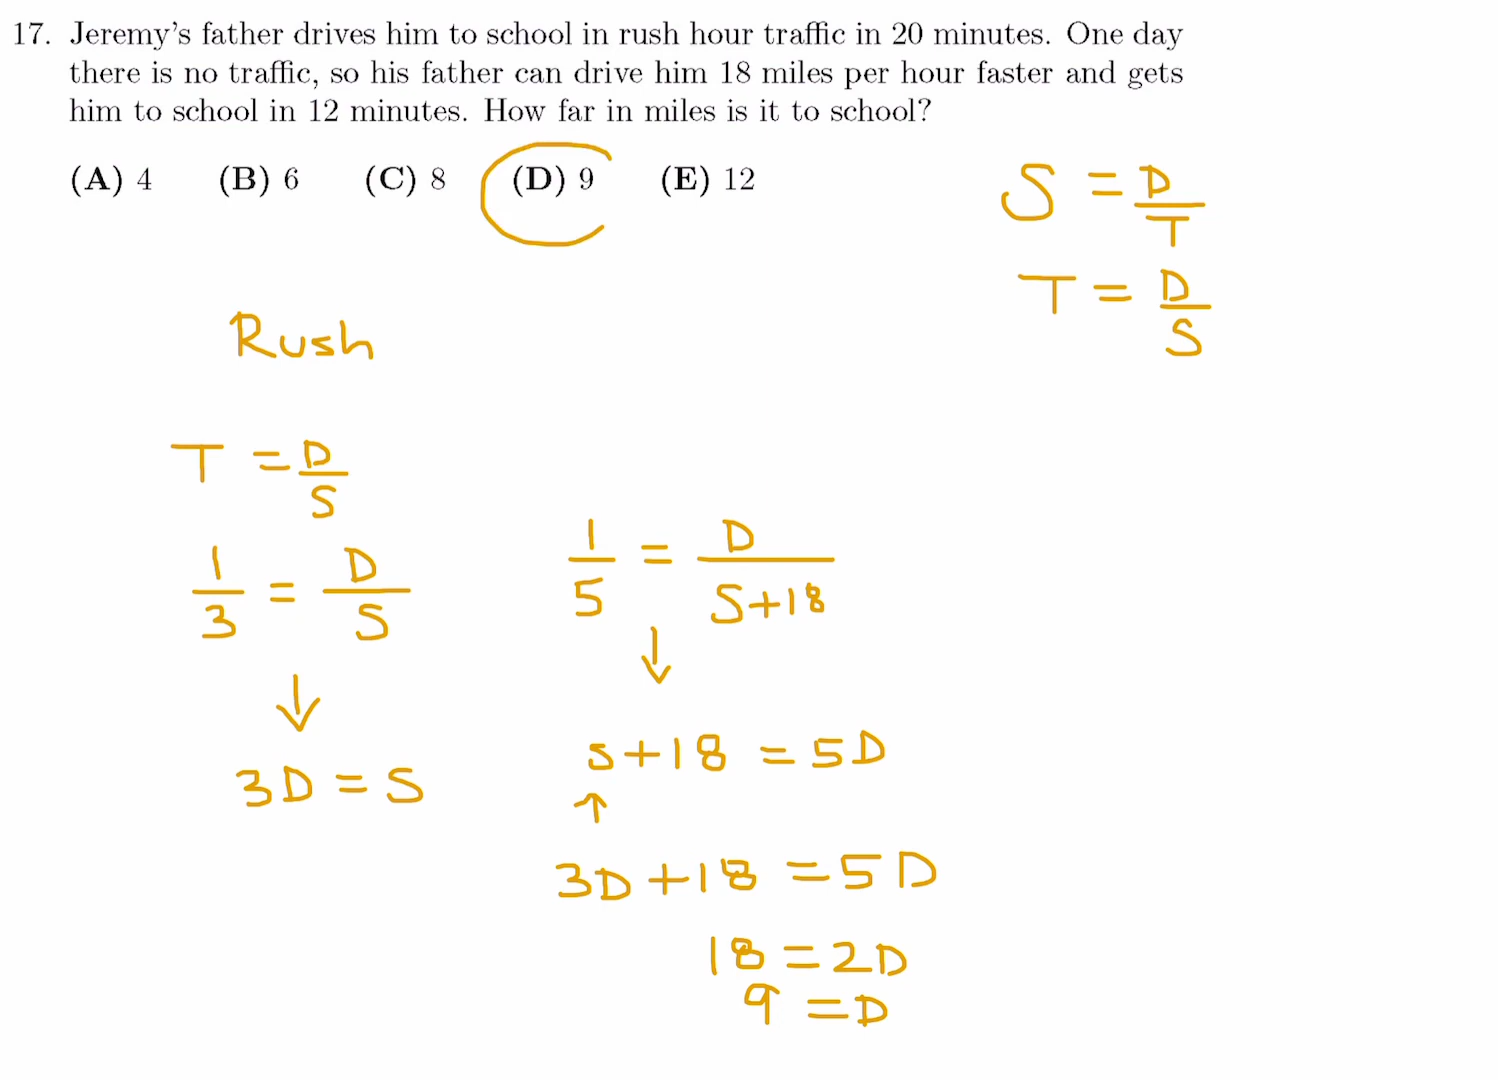 17. Jeremy's father drives him to school in rush hour traffic in 20 minutes. One day
there is no traffic, so his father can drive him 18 miles per hour faster and gets
him to school in 12 minutes. How far in miles is it to school?
(A) 4 (B) 6 (C) 8 (D) 9 (E) 12
S = D/T
T = D/S
Rush
T = D/S
1/3 = D/S
↓
3D = S
1/5 = D/(S+18)
↓
S+18 = 5D
↑
3D+18 = 5D
18 = 2D
9 = D